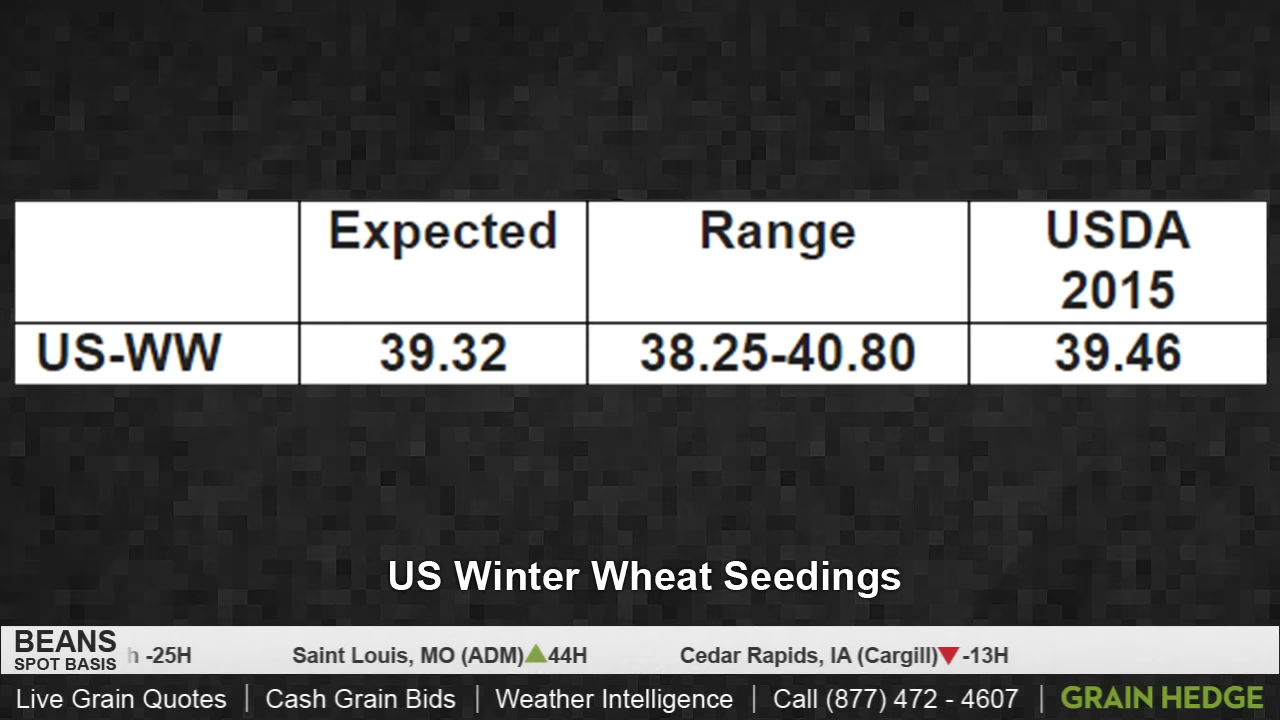 Expected Range USDA
2015
US-WW 39.32 38.25-40.80 39.46
US Winter Wheat Seedings
BEANS
SPOT BASIS h -25H Saint Louis, MO (ADM) 44H Cedar Rapids, IA (Cargill) -13H
Live Grain Quotes | Cash Grain Bids | Weather Intelligence | Call (877) 472 - 4607 | GRAIN HEDGE